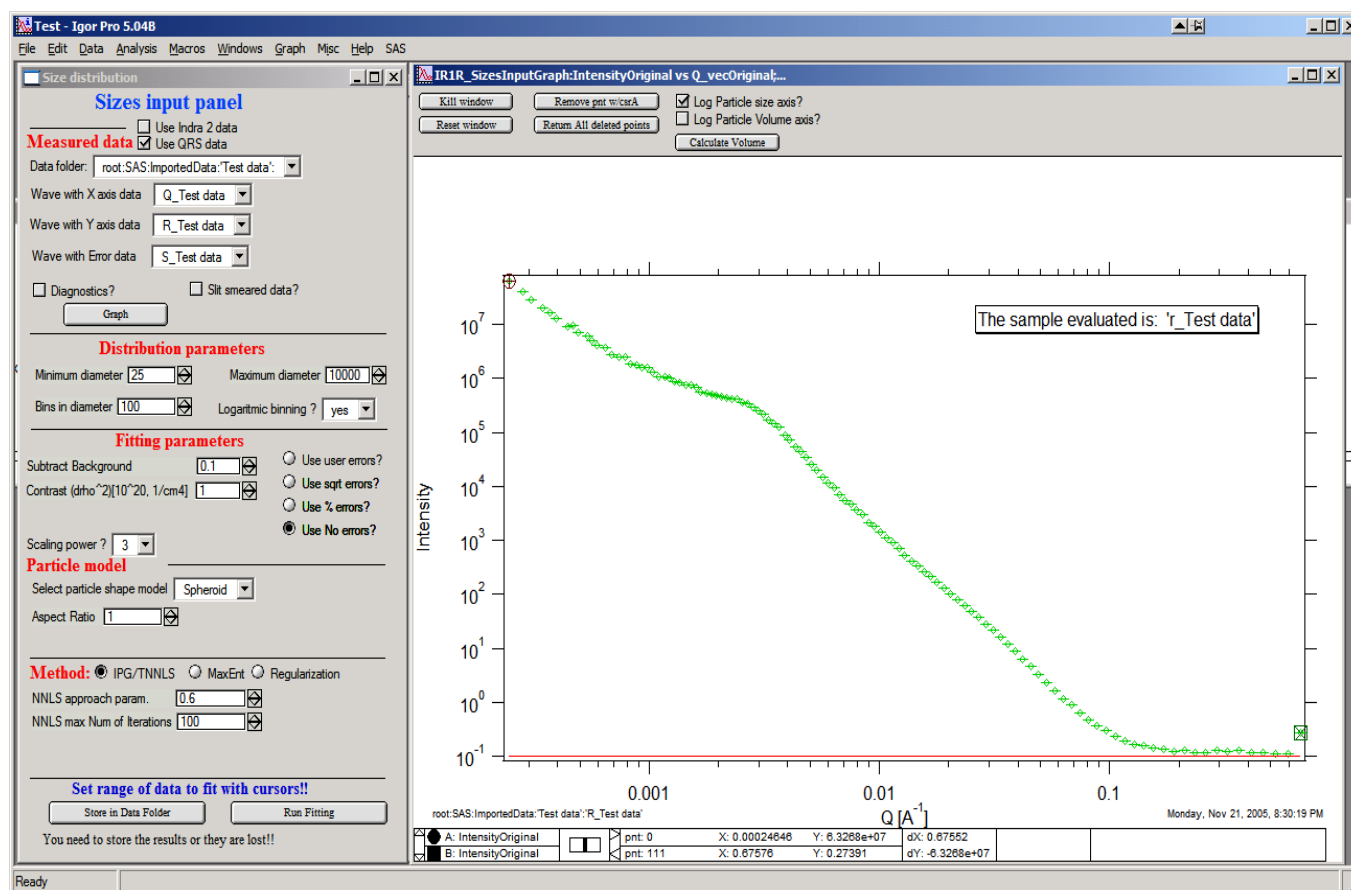 Test - Igor Pro 5.04B
File Edit Data Analysis Macros Windows Graph Misc Help SAS
Size distribution
Sizes input panel
Use Indra 2 data
Measured data Use QRS data
Data folder: root:SAS:ImportedData:'Test data':
Wave with X axis data Q_Test data
Wave with Y axis data R_Test data
Wave with Error data S_Test data
Diagnostics? Slit smeared data?
Graph
Distribution parameters
Minimum diameter 25 Maximum diameter 10000
Bins in diameter 100 Logaritmic binning ? yes
Fitting parameters
Subtract Background 0.1 Use user errors?
Contrast (drho^2)[10^20, 1/cm4] 1 Use sqrt errors?
Use % errors?
Use No errors?
Scaling power ? 3
Particle model
Select particle shape model Spheroid
Aspect Ratio 1
Method: IPG/TNNLS MaxEnt Regularization
NNLS approach param. 0.6
NNLS max Num of Iterations 100
Set range of data to fit with cursors!!
Store in Data Folder Run Fitting
You need to store the results or they are lost!!
Ready
IR1R_SizesInputGraph:IntensityOriginal vs Q_vecOriginal;...
Kill window Remove pnt w/csrA Log Particle size axis?
Reset window Return All deleted points Log Particle Volume axis?
Calculate Volume
The sample evaluated is: 'r_Test data'
10^7
10^6
10^5
10^4
10^3
10^2
10^1
10^0
10^-1
Intensity
0.001 0.01 0.1
Q [A^-1]
root:SAS:ImportedData:'Test data':'R_Test data' Monday, Nov 21, 2005, 8:30:19 PM
A: IntensityOriginal pnt: 0 X: 0.00024646 Y: 6.3268e+07 dX: 0.67552
B: IntensityOriginal pnt: 111 X: 0.67576 Y: 0.27391 dY: -6.3268e+07